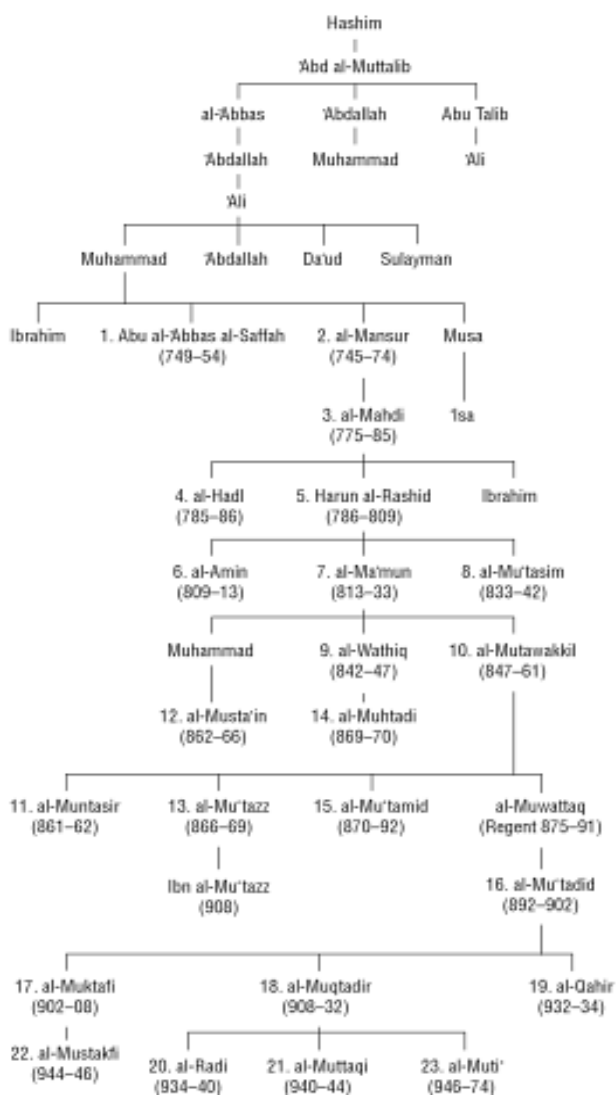 Hashim
'Abd al-Muttalib
al-'Abbas 'Abdallah Abu Talib
'Abdallah Muhammad 'Ali
'Ali
Muhammad 'Abdallah Da'ud Sulayman
Ibrahim 1. Abu al-'Abbas al-Saffah 2. al-Mansur Musa
(749–54) (745–74)
3. al-Mahdi 'Isa
(775–85)
4. al-Hadl 5. Harun al-Rashid Ibrahim
(785–86) (786–809)
6. al-Amin 7. al-Ma'mun 8. al-Mu'tasim
(809–13) (813–33) (833–42)
Muhammad 9. al-Wathiq 10. al-Mutawakkil
(842–47) (847–61)
12. al-Musta'in 14. al-Muhtadi
(862–66) (869–70)
11. al-Muntasir 13. al-Mu'tazz 15. al-Mu'tamid al-Muwattaq
(861–62) (866–69) (870–92) (Regent 875–91)
Ibn al-Mu'tazz 16. al-Mu'tadid
(908) (892–902)
17. al-Muktafi 18. al-Muqtadir 19. al-Qahir
(902–08) (908–32) (932–34)
22. al-Mustakfi 20. al-Radi 21. al-Muttaqi 23. al-Muti'
(944–46) (934–40) (940–44) (946–74)